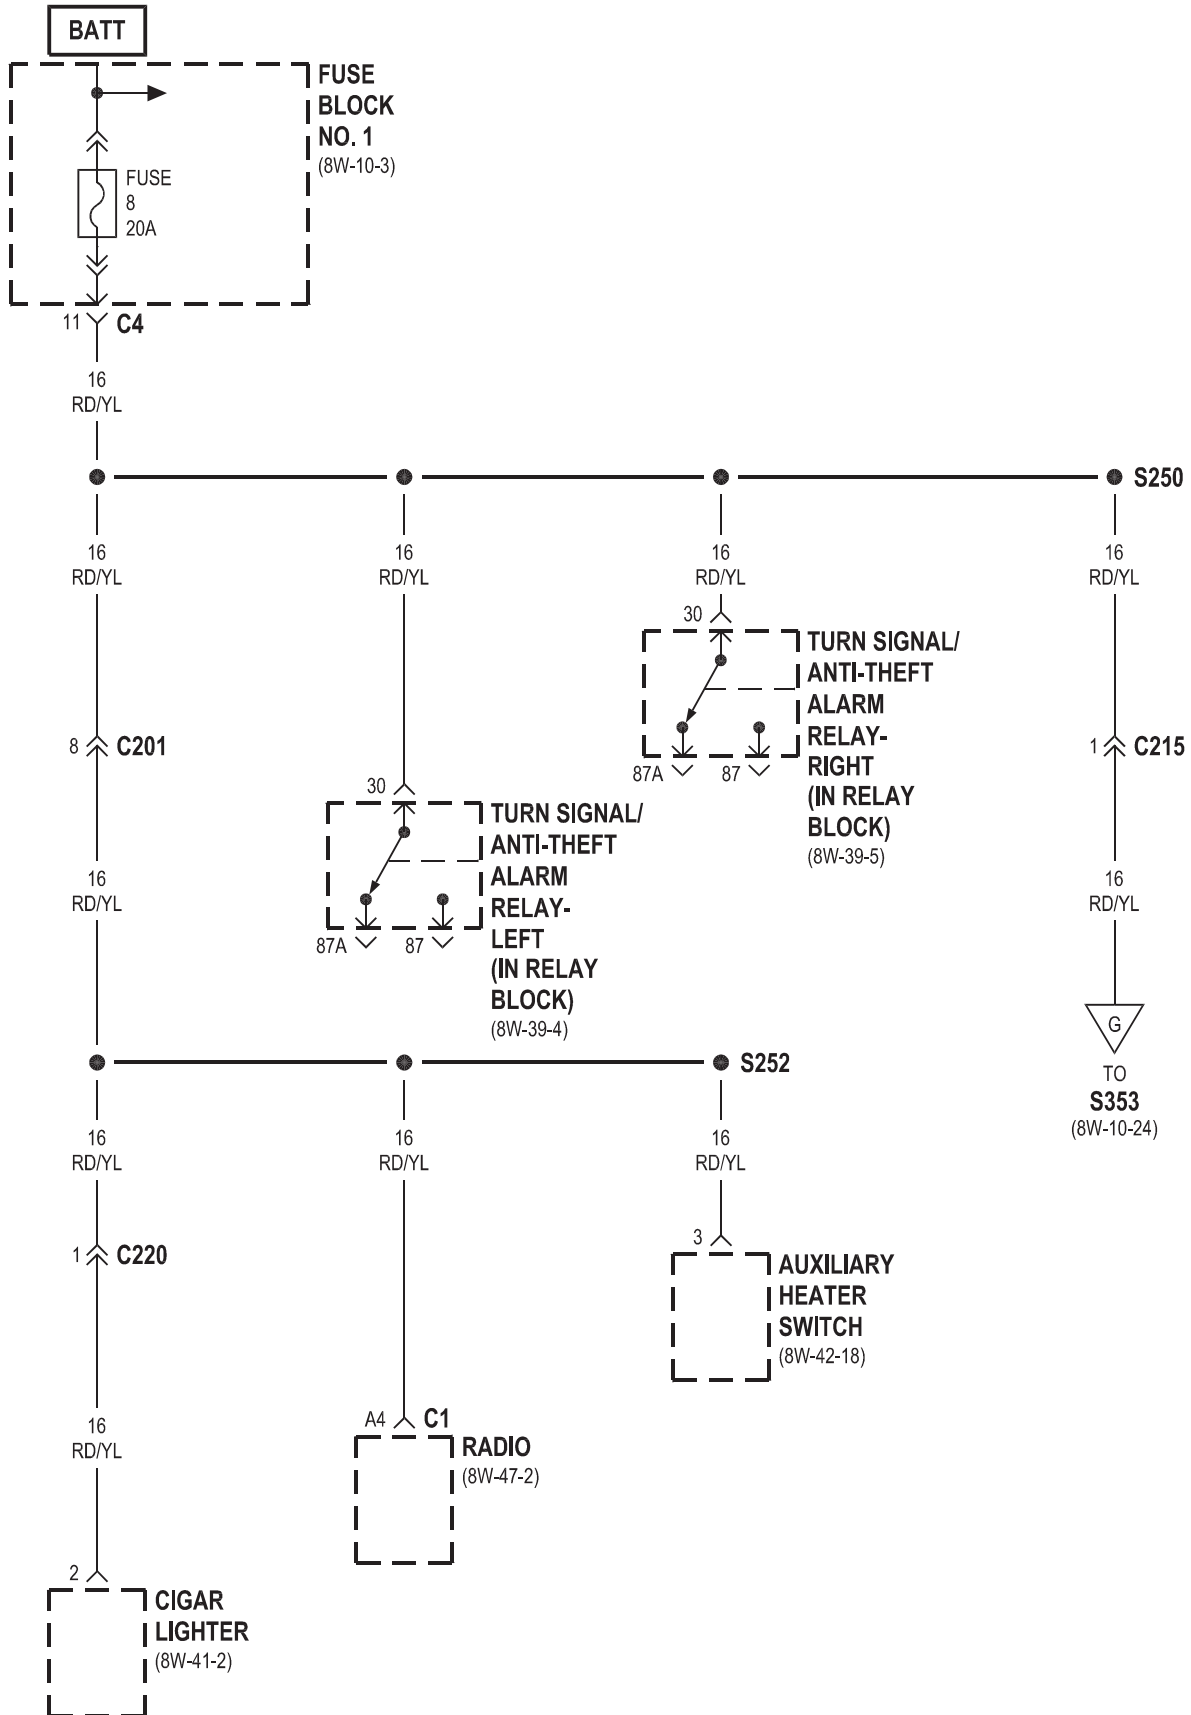 BATT
FUSE
BLOCK
NO. 1
(8W-10-3)
FUSE
8
20A
11 C4
16
RD/YL
S250
16
RD/YL
16
RD/YL
16
RD/YL
16
RD/YL
30
TURN SIGNAL/
ANTI-THEFT
ALARM
RELAY-
RIGHT
(IN RELAY
BLOCK)
(8W-39-5)
87A 87
8 C201
1 C215
30
TURN SIGNAL/
ANTI-THEFT
ALARM
RELAY-
LEFT
(IN RELAY
BLOCK)
(8W-39-4)
87A 87
16
RD/YL
16
RD/YL
G
TO
S353
(8W-10-24)
S252
16
RD/YL
16
RD/YL
16
RD/YL
1 C220
3
AUXILIARY
HEATER
SWITCH
(8W-42-18)
16
RD/YL
A4 C1
RADIO
(8W-47-2)
2
CIGAR
LIGHTER
(8W-41-2)